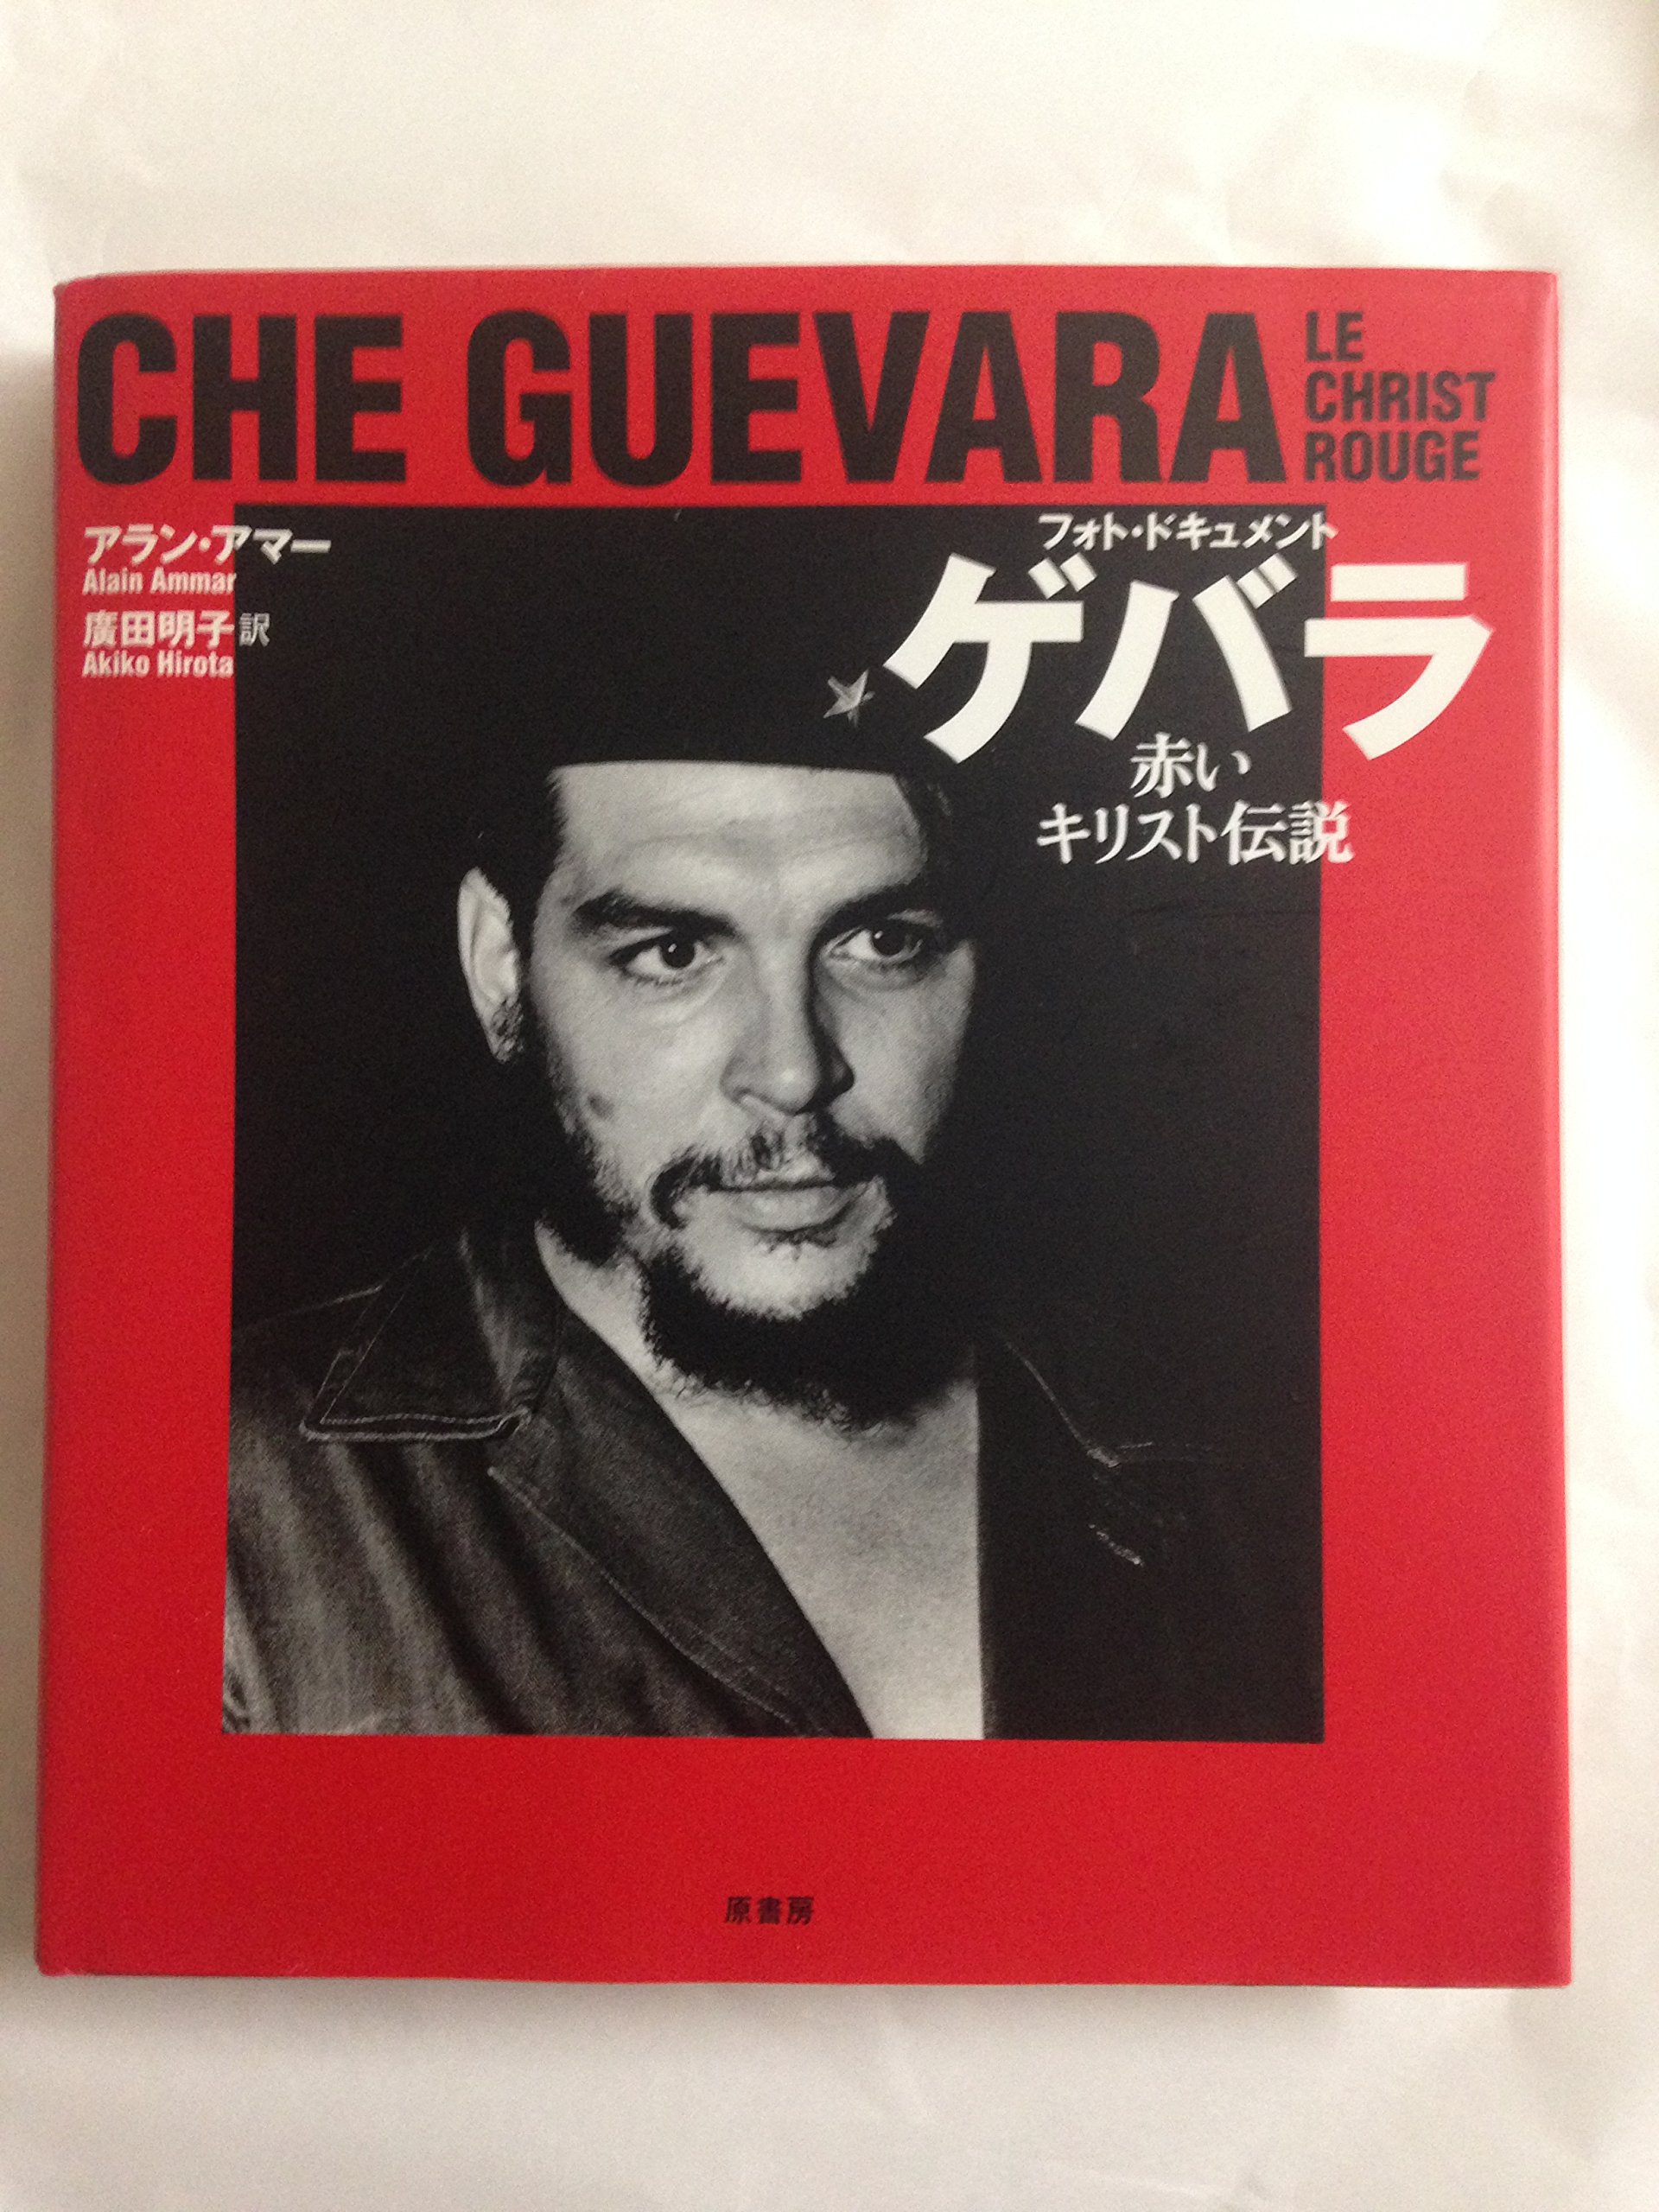 CHE GUEVARA
LE
CHRIST
ROUGE
アラン・アマー
Alain Ammar
廣田明子 訳
Akiko Hirota
フォト・ドキュメント
ゲバラ
赤い
キリスト伝説
原書房